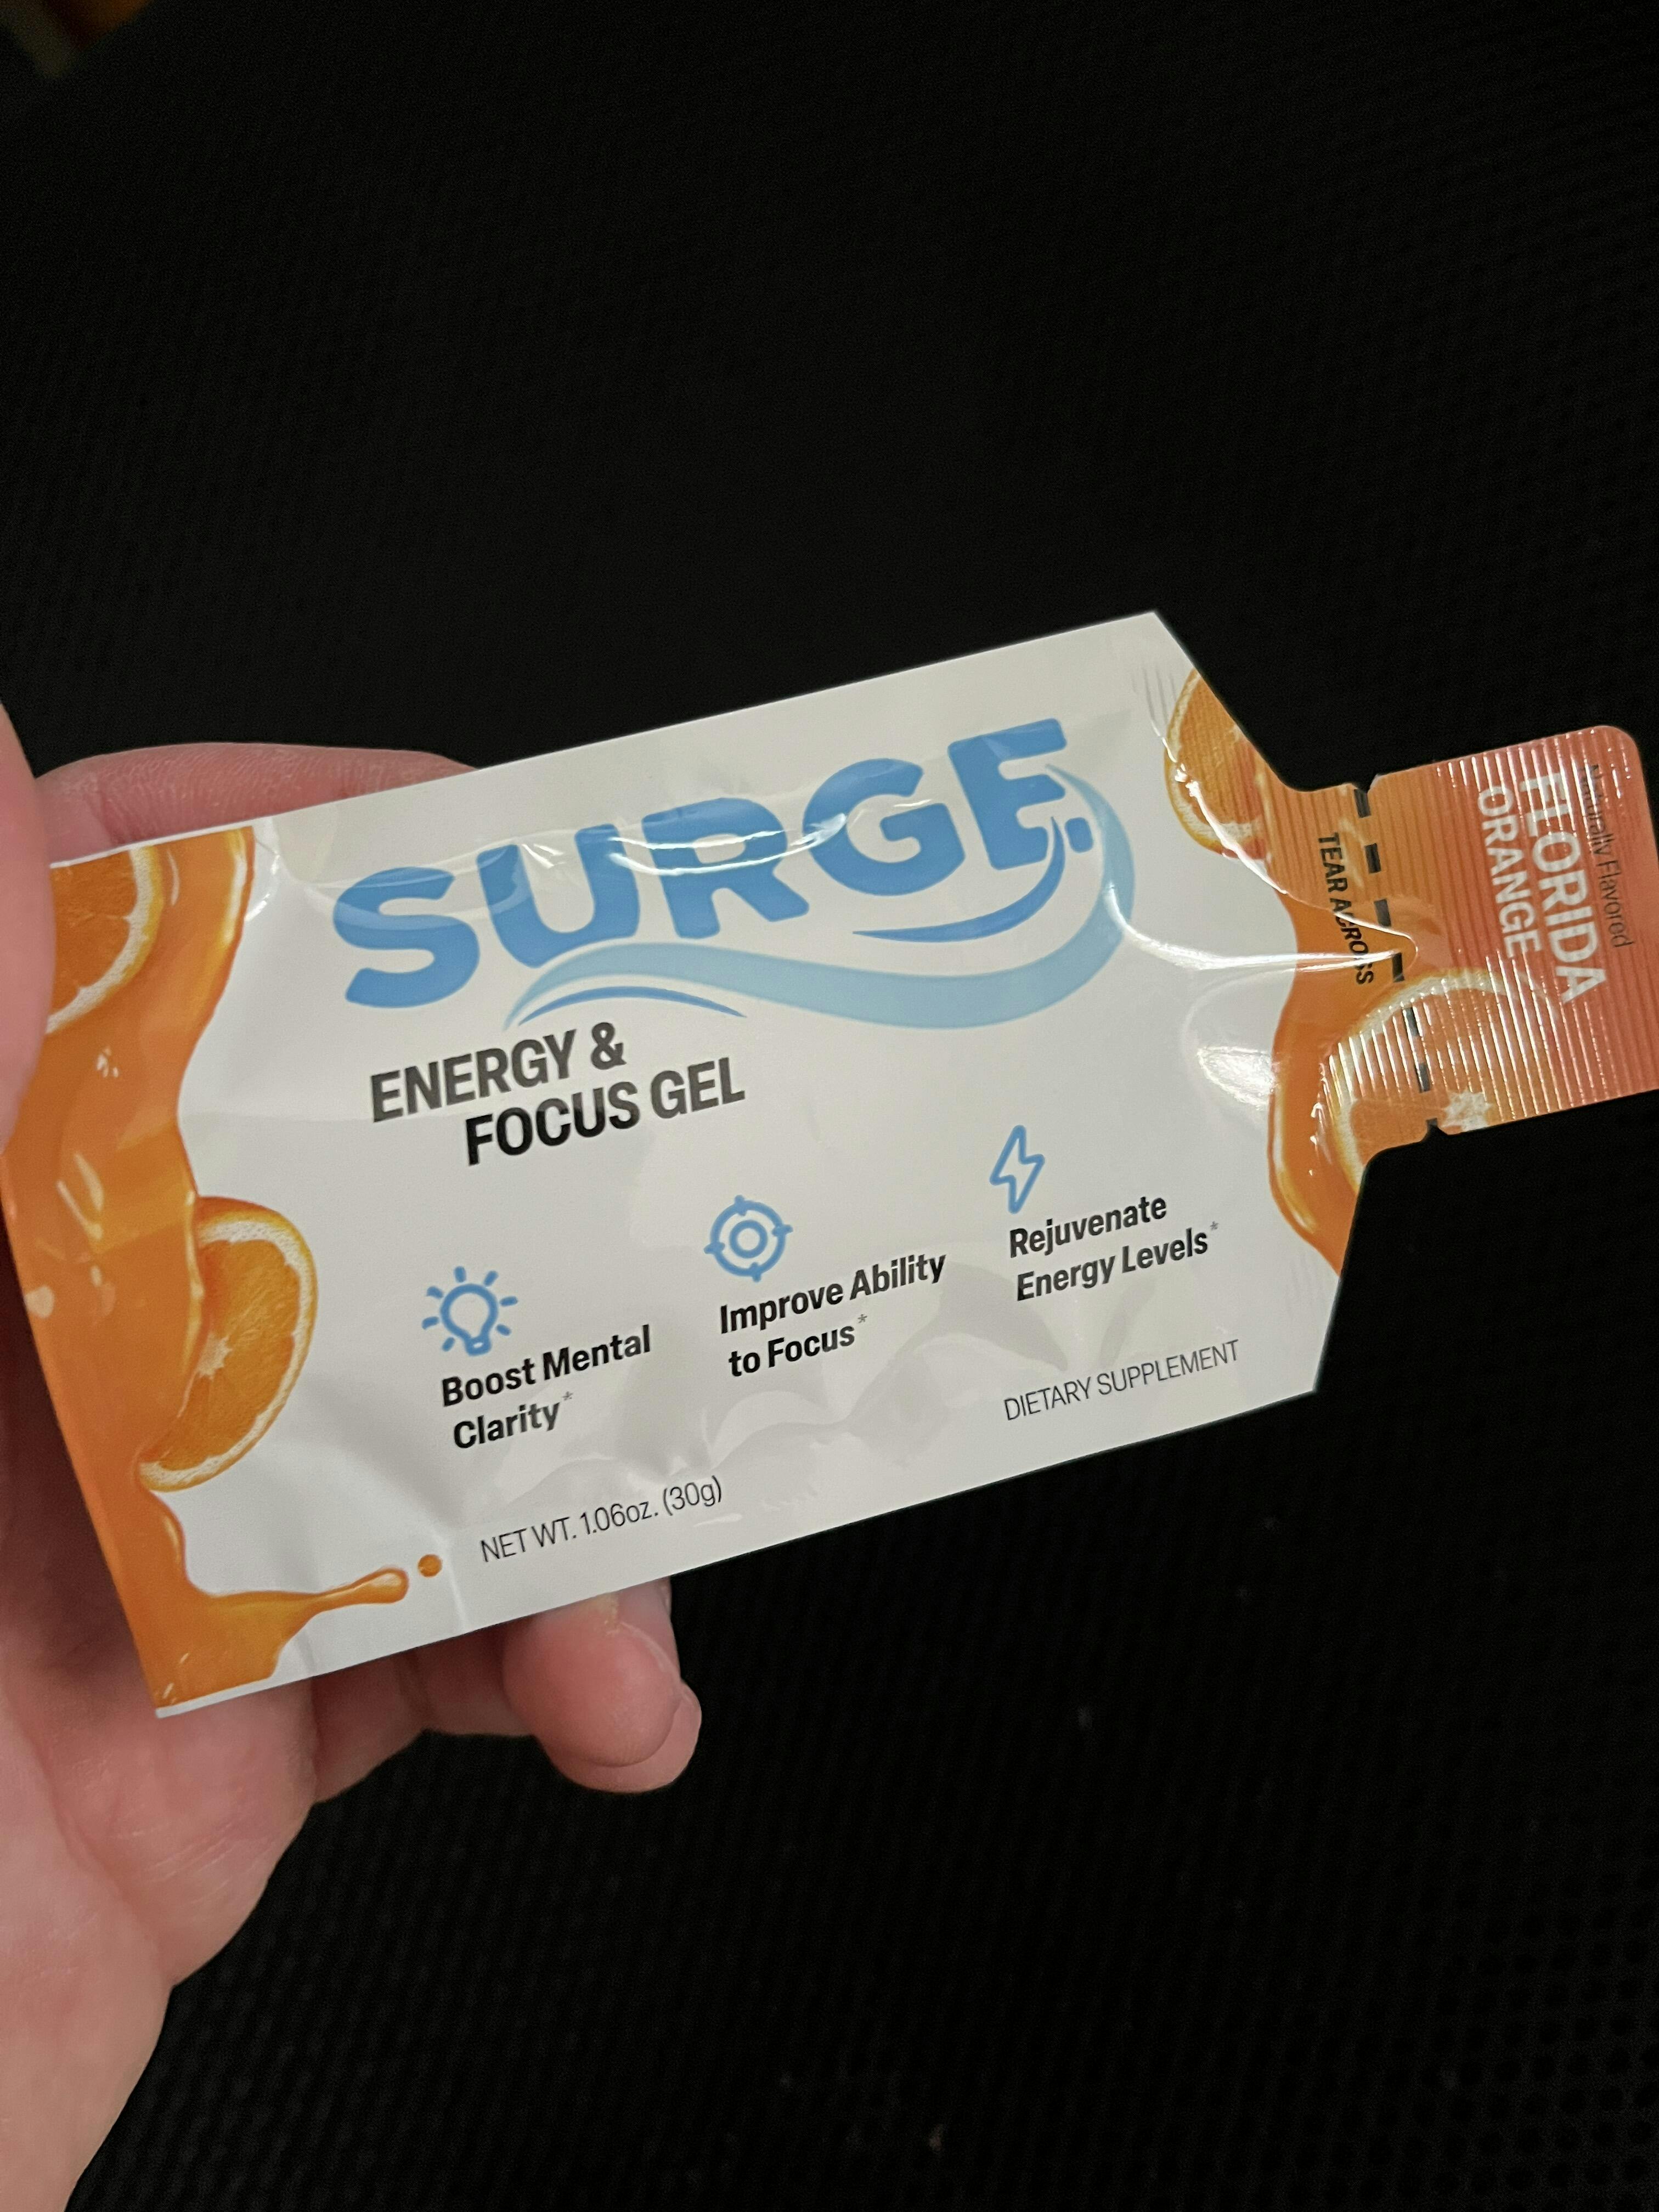 SURGE.
ENERGY &
FOCUS GEL
Boost Mental
Clarity*
Improve Ability
to Focus*
Rejuvenate
Energy Levels*
NET WT. 1.06oz. (30g)
DIETARY SUPPLEMENT
TEAR ACROSS
Naturally Flavored
FLORIDA
ORANGE